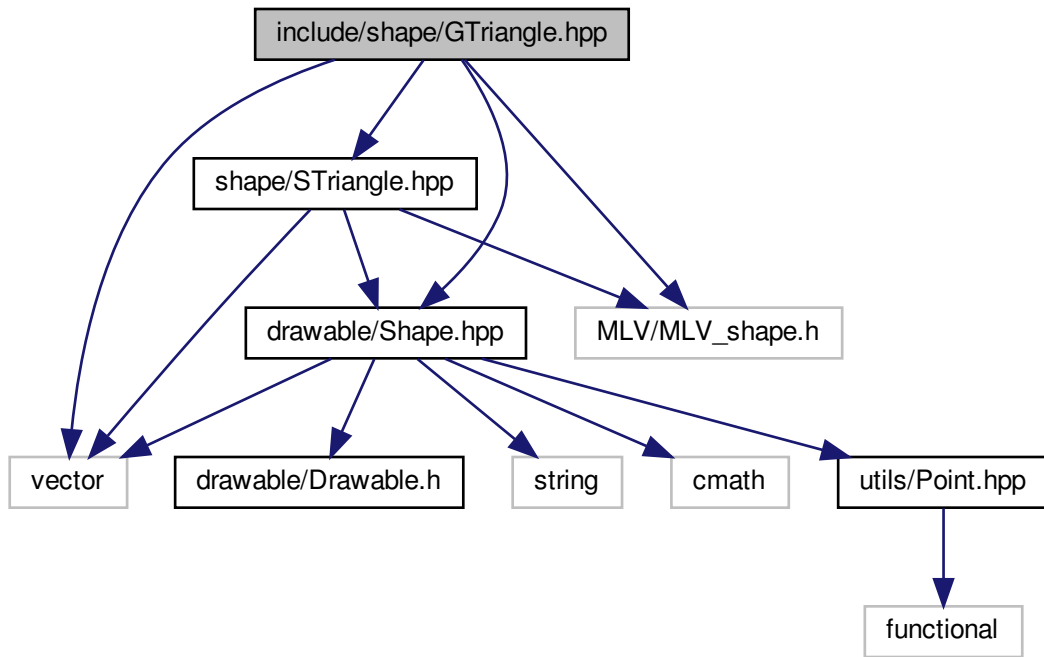 include/shape/GTriangle.hpp
shape/STriangle.hpp
drawable/Shape.hpp
MLV/MLV_shape.h
vector
drawable/Drawable.h
string
cmath
utils/Point.hpp
functional